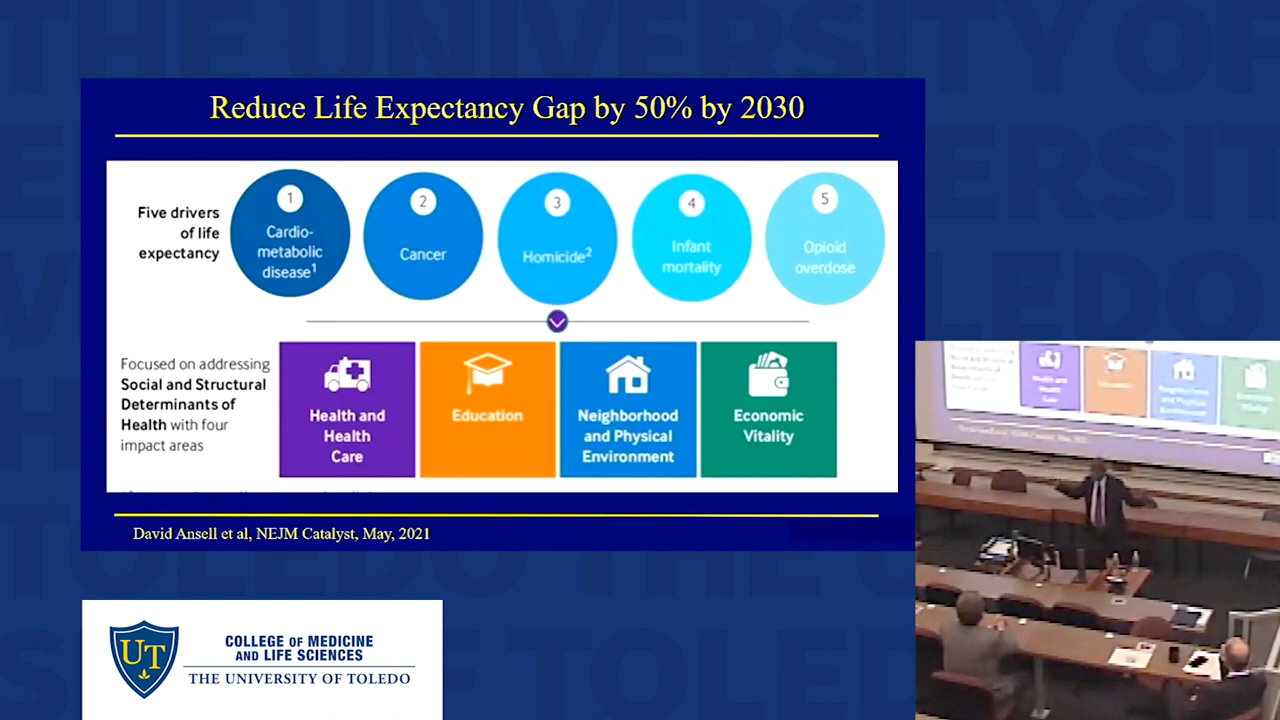 Reduce Life Expectancy Gap by 50% by 2030
Five drivers
of life
expectancy
1
Cardio-
metabolic
disease¹
2
Cancer
3
Homicide²
4
Infant
mortality
5
Opioid
overdose
Focused on addressing
Social and Structural
Determinants of
Health with four
impact areas
Health and
Health
Care
Education
Neighborhood
and Physical
Environment
Economic
Vitality
David Ansell et al, NEJM Catalyst, May, 2021
UT
COLLEGE OF MEDICINE
AND LIFE SCIENCES
THE UNIVERSITY OF TOLEDO